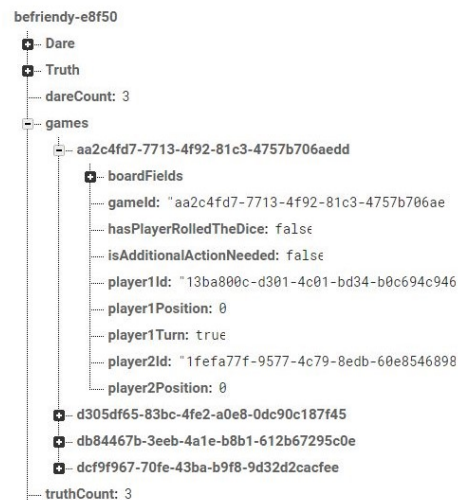 befriendy-e8f50
Dare
Truth
dareCount: 3
games
aa2c4fd7-7713-4f92-81c3-4757b706aedd
boardFields
gameId: "aa2c4fd7-7713-4f92-81c3-4757b706ae
hasPlayerRolledTheDice: false
isAdditionalActionNeeded: false
player1Id: "13ba800c-d301-4c01-bd34-b0c694c946
player1Position: 0
player1Turn: true
player2Id: "1fefa77f-9577-4c79-8edb-60e8546898
player2Position: 0
d305df65-83bc-4fe2-a0e8-0dc90c187f45
db84467b-3eeb-4a1e-b8b1-612b67295c0e
dcf9f967-70fe-43ba-b9f8-9d32d2cacfee
truthCount: 3